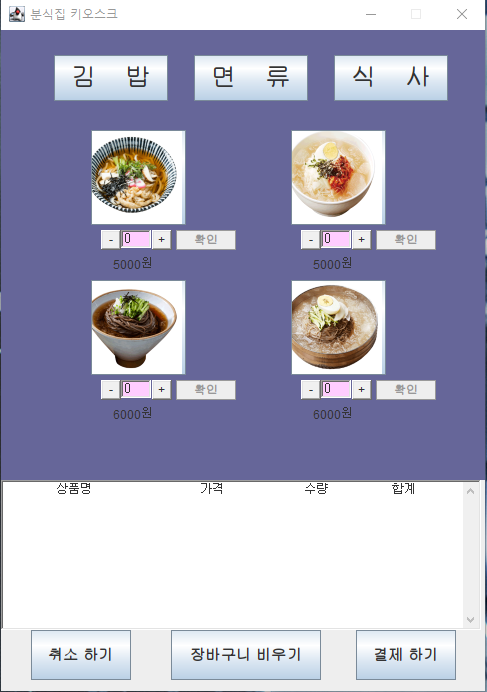 분식집 키오스크
김 밥 면 류 식 사
- 0 + 확인 - 0 + 확인
5000원 5000원
- 0 + 확인 - 0 + 확인
6000원 6000원
상품명 가격 수량 합계
취소 하기 장바구니 비우기 결제 하기